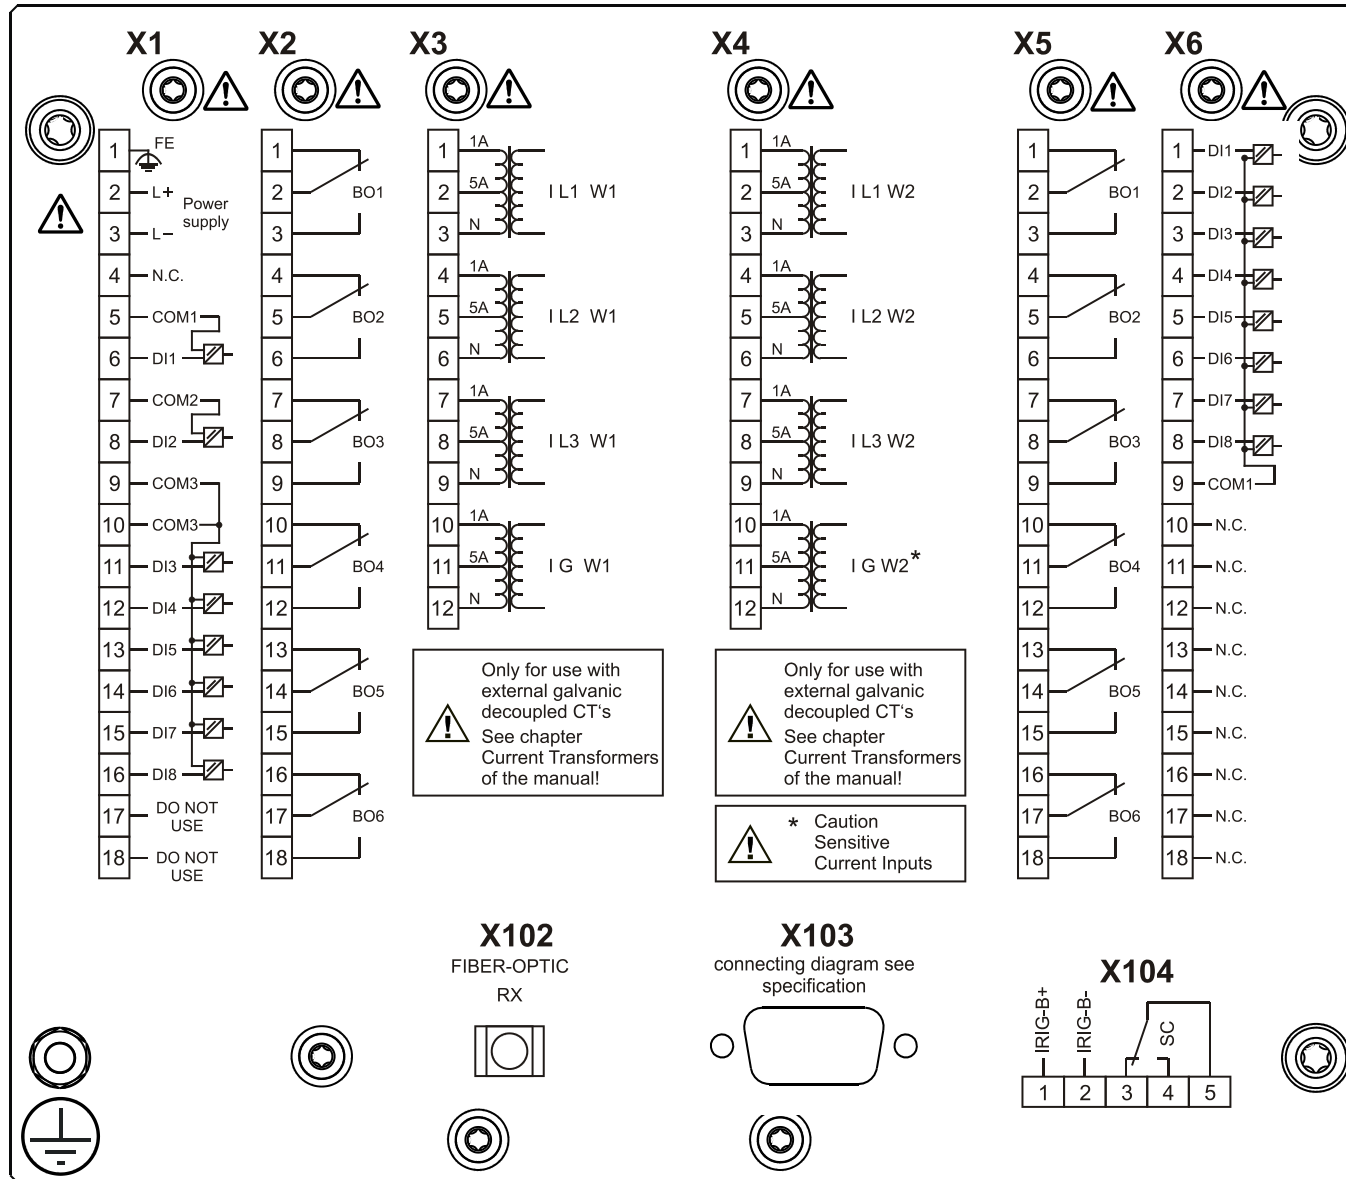 X1
X2
X3
X4
X5
X6
1 FE
2 L+ Power
supply
3 L-
4 N.C.
5 COM1
6 DI1
7 COM2
8 DI2
9 COM3
10 COM3
11 DI3
12 DI4
13 DI5
14 DI6
15 DI7
16 DI8
17 DO NOT
USE
18 DO NOT
USE
1
2 BO1
3
4
5 BO2
6
7
8 BO3
9
10
11 BO4
12
13
14 BO5
15
16
17 BO6
18
1 1A
2 5A I L1 W1
3 N
4 1A
5 5A I L2 W1
6 N
7 1A
8 5A I L3 W1
9 N
10 1A
11 5A I G W1
12 N
Only for use with
external galvanic
decoupled CT's
See chapter
Current Transformers
of the manual!
1 1A
2 5A I L1 W2
3 N
4 1A
5 5A I L2 W2
6 N
7 1A
8 5A I L3 W2
9 N
10 1A
11 5A I G W2*
12 N
Only for use with
external galvanic
decoupled CT's
See chapter
Current Transformers
of the manual!
* Caution
Sensitive
Current Inputs
1
2 BO1
3
4
5 BO2
6
7
8 BO3
9
10
11 BO4
12
13
14 BO5
15
16
17 BO6
18
1 DI1
2 DI2
3 DI3
4 DI4
5 DI5
6 DI6
7 DI7
8 DI8
9 COM1
10 N.C.
11 N.C.
12 N.C.
13 N.C.
14 N.C.
15 N.C.
16 N.C.
17 N.C.
18 N.C.
X102
FIBER-OPTIC
RX
X103
connecting diagram see
specification
X104
IRIG-B+
IRIG-B-
SC
1 2 3 4 5